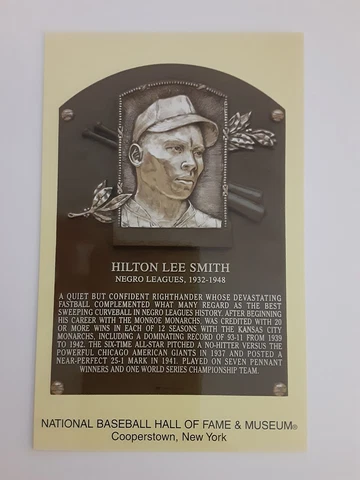 HILTON LEE SMITH
NEGRO LEAGUES, 1932-1948
A QUIET BUT CONFIDENT RIGHTHANDER WHOSE DEVASTATING
FASTBALL COMPLEMENTED WHAT MANY REGARD AS THE BEST
SWEEPING CURVEBALL IN NEGRO LEAGUES HISTORY. AFTER BEGINNING
HIS CAREER WITH THE MONROE MONARCHS, WAS CREDITED WITH 20
OR MORE WINS IN EACH OF 12 SEASONS WITH THE KANSAS CITY
MONARCHS, INCLUDING A DOMINATING RECORD OF 93-11 FROM 1939
TO 1942. THE SIX-TIME ALL-STAR PITCHED A NO-HITTER VERSUS THE
POWERFUL CHICAGO AMERICAN GIANTS IN 1937 AND POSTED A
NEAR-PERFECT 25-1 MARK IN 1941. PLAYED ON SEVEN PENNANT
WINNERS AND ONE WORLD SERIES CHAMPIONSHIP TEAM.
NATIONAL BASEBALL HALL OF FAME & MUSEUM®
Cooperstown, New York